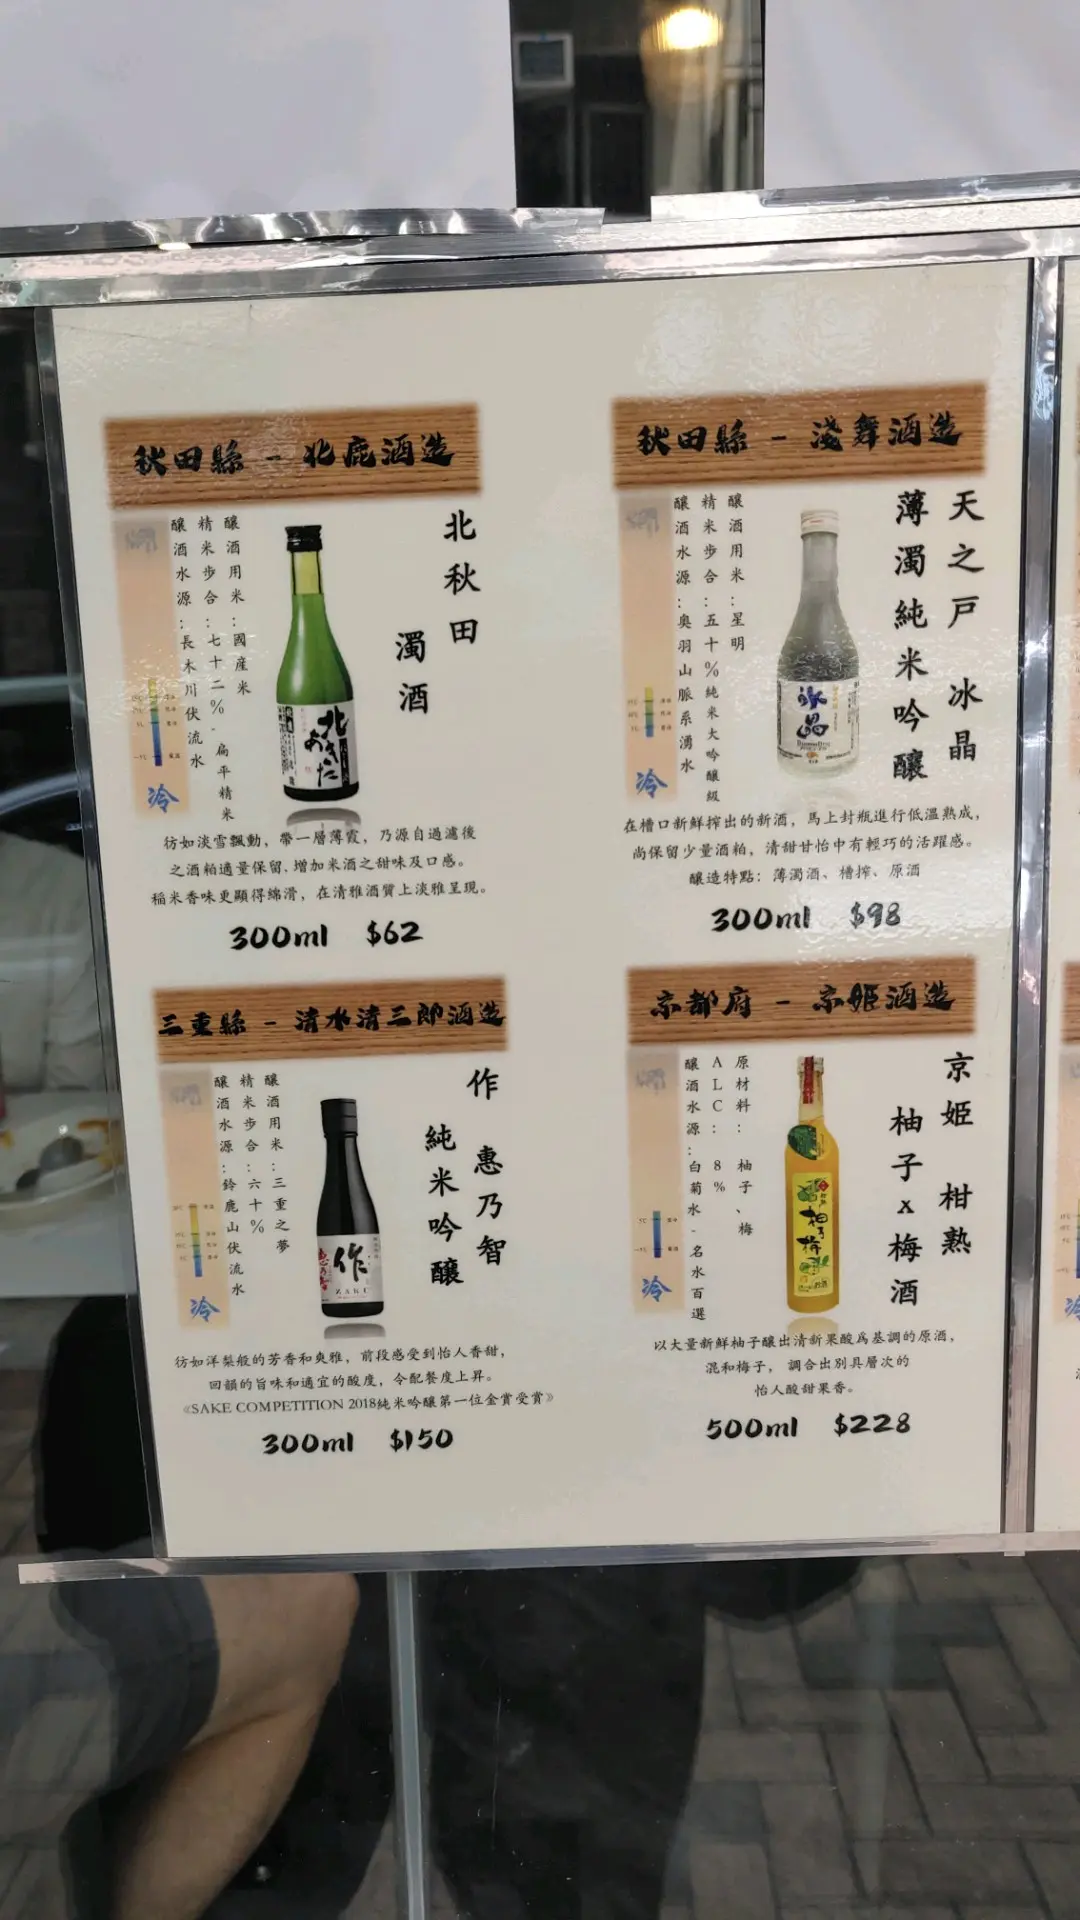 秋田縣 - 北鹿酒造
北秋田
濁酒
釀酒用米：國產米
精米步合：七十二% - 扁平精米
釀酒水源：長木川伏流水
冷
彷如淡雪飄動，帶一層薄霞，乃源自過濾後
之酒粕適量保留,增加米酒之甜味及口感。
稲米香味更顯得綿滑，在清雅酒質上淡雅呈現。
300ml $62
秋田縣 - 淺舞酒造
天之戸 冰晶
薄濁純米吟釀
釀酒用米：星明
精米步合：五十%純米大吟釀級
釀酒水源：奧羽山脈系湧水
冰晶
冷
在槽口新鮮搾出的新酒，馬上封瓶進行低溫熟成，
尚保留少量酒粕，清甜甘怡中有輕巧的活躍感。
釀造特點：薄濁酒、槽搾、原酒
300ml $98
三重縣 - 清水清三郎酒造
作 惠乃智
純米吟釀
釀酒用米：三重之夢
精米步合：六十%
釀酒水源：鈴鹿山伏流水
作
ZAKU
冷
彷如洋梨般的芳香和爽雅，前段感受到怡人香甜，
回韻的旨味和適宜的酸度，令配餐度上昇。
《SAKE COMPETITION 2018純米吟釀第一位金賞受賞》
300ml $150
京都府 - 京姬酒造
京姬 柑熟
柚子x梅酒
原材料： 柚子、梅
ALC： 8%
釀酒水源：白菊水 - 名水百選
冷
以大量新鮮柚子釀出清新果酸爲基調的原酒，
混和梅子， 調合出別具層次的
怡人酸甜果香。
500ml $228